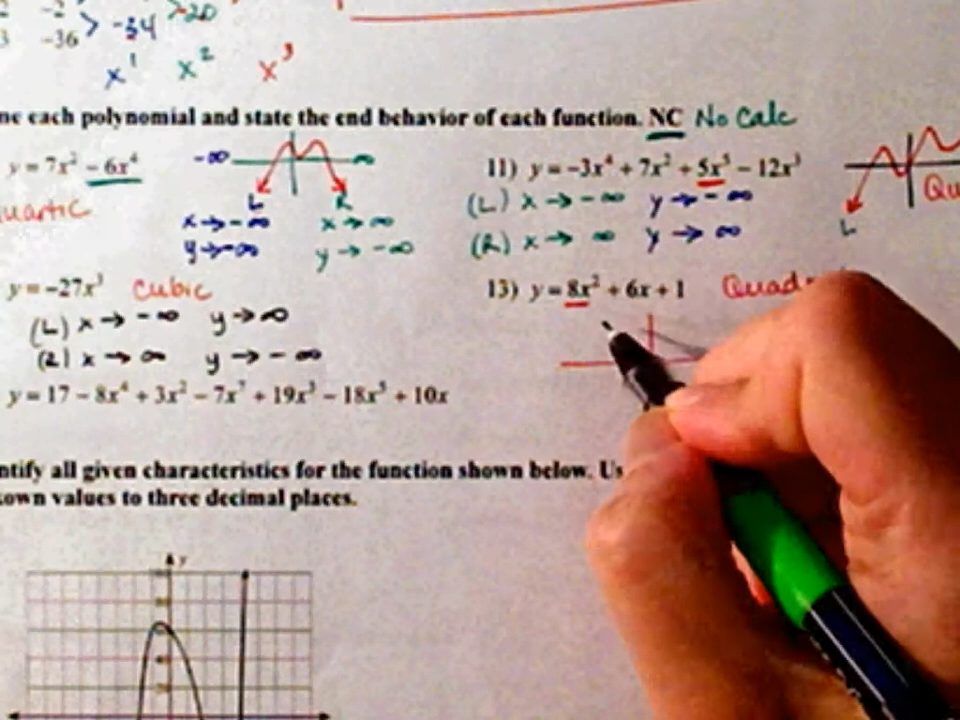 -2 >20
-36 > -34
x¹ x² x³
ne each polynomial and state the end behavior of each function. NC No Calc
y = 7x² - 6x⁴ -∞ ∞
uartic
L R
x → -∞ x → ∞
y → -∞ y → -∞
11) y = -3x⁴ + 7x² + 5x⁵ - 12x³
(L) x → -∞ y → -∞
(R) x → ∞ y → ∞
Qu
L
y = -27x³ cubic
(L) x → -∞ y → ∞
(R) x → ∞ y → -∞
13) y = 8x² + 6x + 1 Quad
y = 17 - 8x⁴ + 3x² - 7x⁷ + 19x³ - 18x⁵ + 10x
ntify all given characteristics for the function shown below. Us
own values to three decimal places.
y